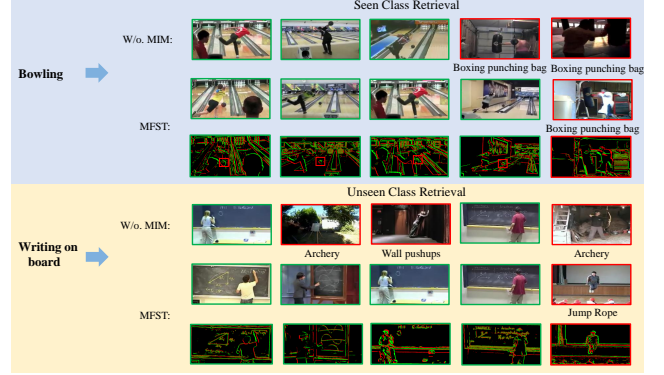 Seen Class Retrieval
W/o. MIM:
Bowling
Boxing punching bag Boxing punching bag
MFST:
Boxing punching bag
Unseen Class Retrieval
W/o. MIM:
Writing on
board
Archery
Wall pushups
Archery
MFST:
Jump Rope